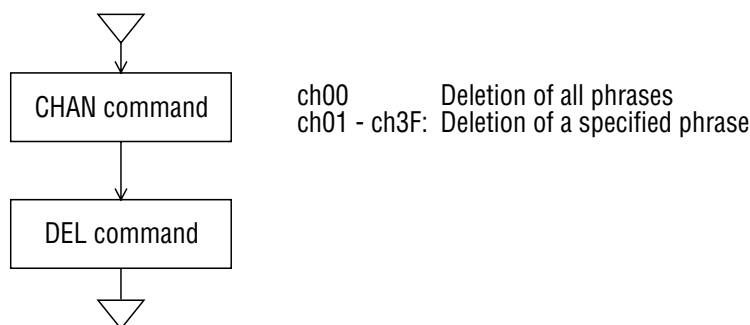 CHAN command
ch00 Deletion of all phrases
ch01 - ch3F: Deletion of a specified phrase
DEL command